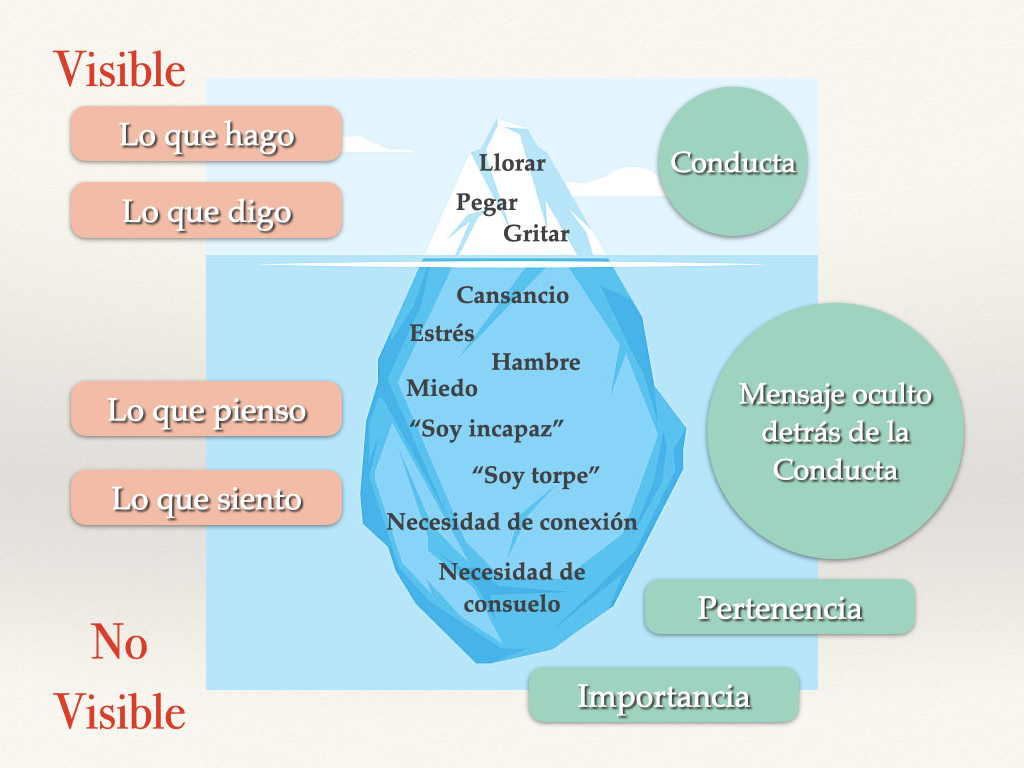 Visible
Lo que hago
Lo que digo
Llorar
Pegar
Gritar
Conducta
Cansancio
Estrés
Hambre
Miedo
“Soy incapaz”
“Soy torpe”
Necesidad de conexión
Necesidad de
consuelo
Lo que pienso
Lo que siento
Mensaje oculto
detrás de la
Conducta
Pertenencia
Importancia
No
Visible